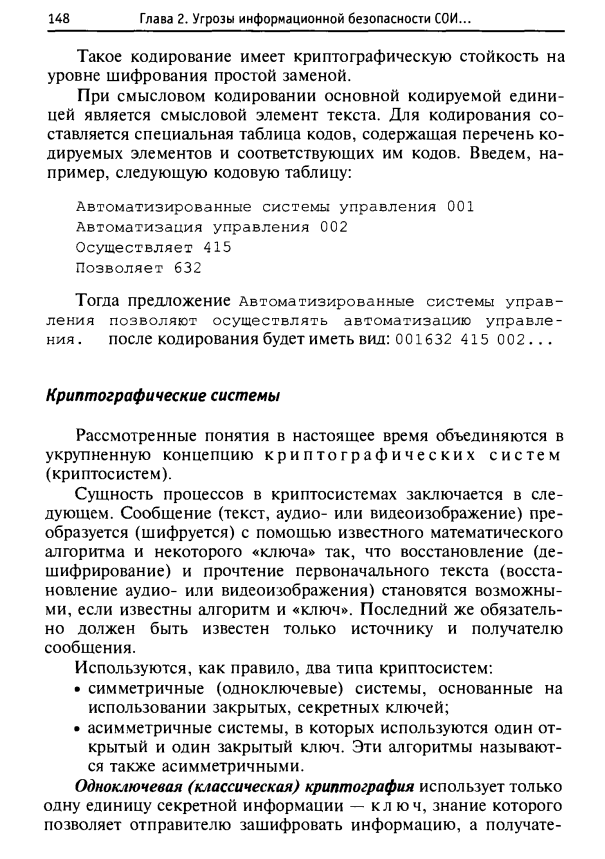 148 Глава 2. Угрозы информационной безопасности СОИ...
Такое кодирование имеет криптографическую стойкость на
уровне шифрования простой заменой.
При смысловом кодировании основной кодируемой едини-
цей является смысловой элемент текста. Для кодирования со-
ставляется специальная таблица кодов, содержащая перечень ко-
дируемых элементов и соответствующих им кодов. Введем, на-
пример, следующую кодовую таблицу:
Автоматизированные системы управления 001
Автоматизация управления 002
Осуществляет 415
Позволяет 632
Тогда предложение Автоматизированные системы управ-
ления позволяют осуществлять автоматизацию управле-
ния. после кодирования будет иметь вид: 001632 415 002...
Криптографические системы
Рассмотренные понятия в настоящее время объединяются в
укрупненную концепцию криптографических систем
(криптосистем).
Сущность процессов в криптосистемах заключается в сле-
дующем. Сообщение (текст, аудио- или видеоизображение) пре-
образуется (шифруется) с помощью известного математического
алгоритма и некоторого «ключа» так, что восстановление (де-
шифрирование) и прочтение первоначального текста (восста-
новление аудио- или видеоизображения) становятся возможны-
ми, если известны алгоритм и «ключ». Последний же обязатель-
но должен быть известен только источнику и получателю
сообщения.
Используются, как правило, два типа криптосистем:
• симметричные (одноключевые) системы, основанные на
использовании закрытых, секретных ключей;
• асимметричные системы, в которых используются один от-
крытый и один закрытый ключ. Эти алгоритмы называют-
ся также асимметричными.
Одноключевая (классическая) криптография использует только
одну единицу секретной информации — ключ, знание которого
позволяет отправителю зашифровать информацию, а получате-